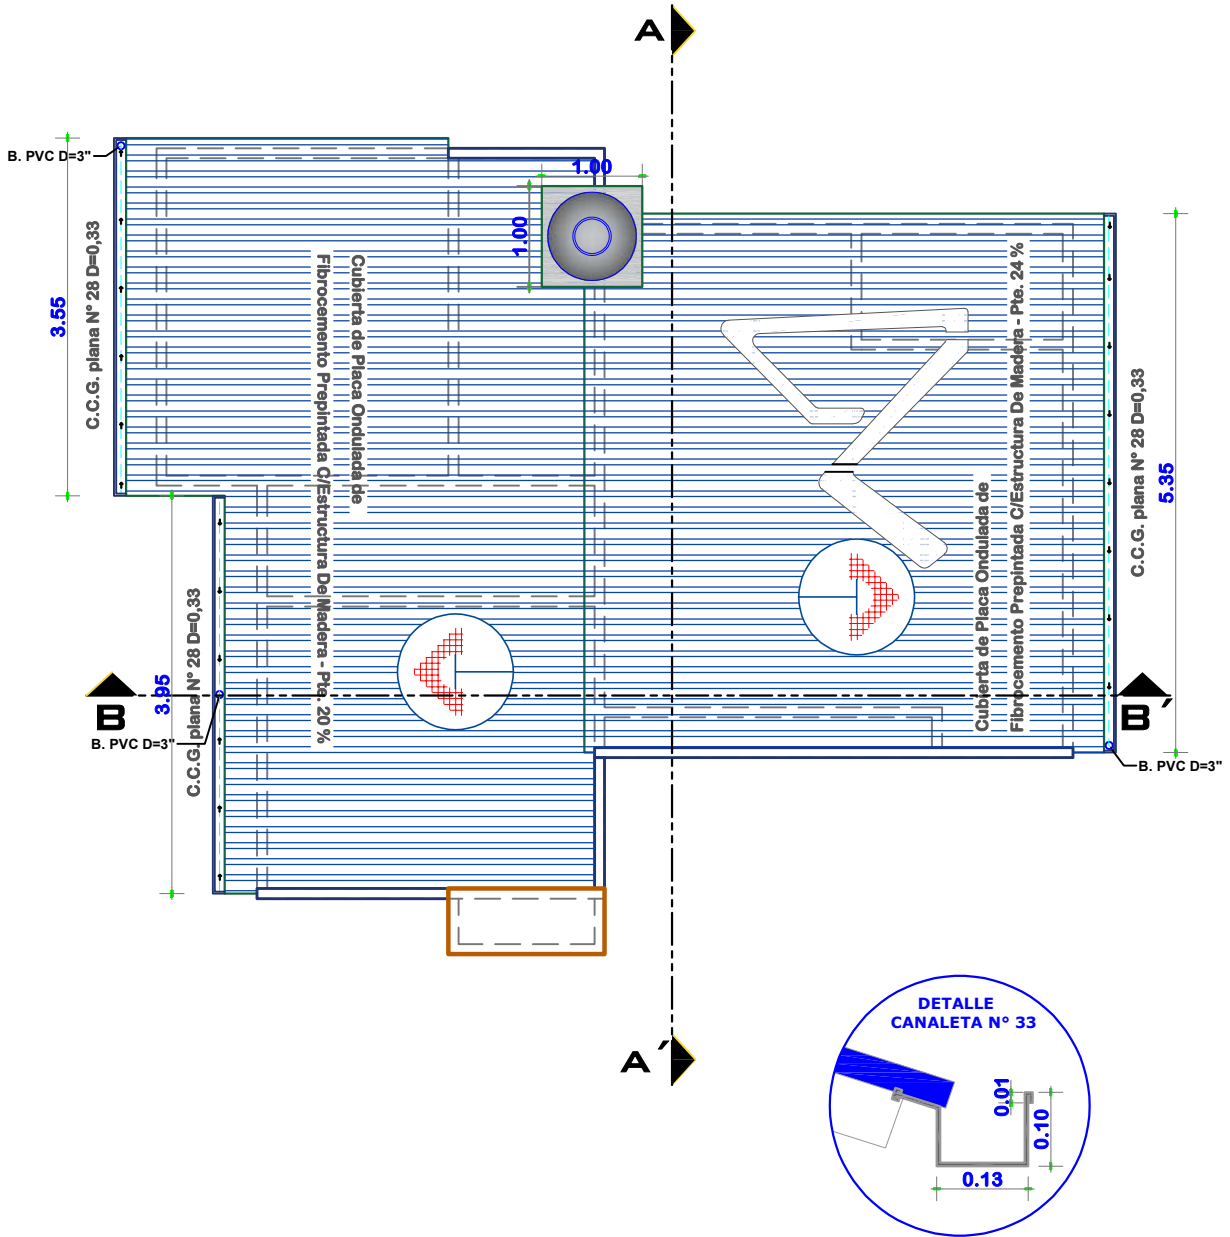 A
B. PVC D=3"
1.00
1.00
3.55
C.C.G. plana N° 28 D=0,33
Cubierta de Placa Ondulada de
Fibrocemento Prepintada C/Estructura De Madera - Pte. 20 %
Cubierta de Placa Ondulada de
Fibrocemento Prepintada C/Estructura De Madera - Pte. 24 %
C.C.G. plana N° 28 D=0,33
5.35
3.95
C.C.G. plana N° 28 D=0,33
B
B´
B. PVC D=3"
B. PVC D=3"
A´
DETALLE
CANALETA N° 33
0.01
0.10
0.13